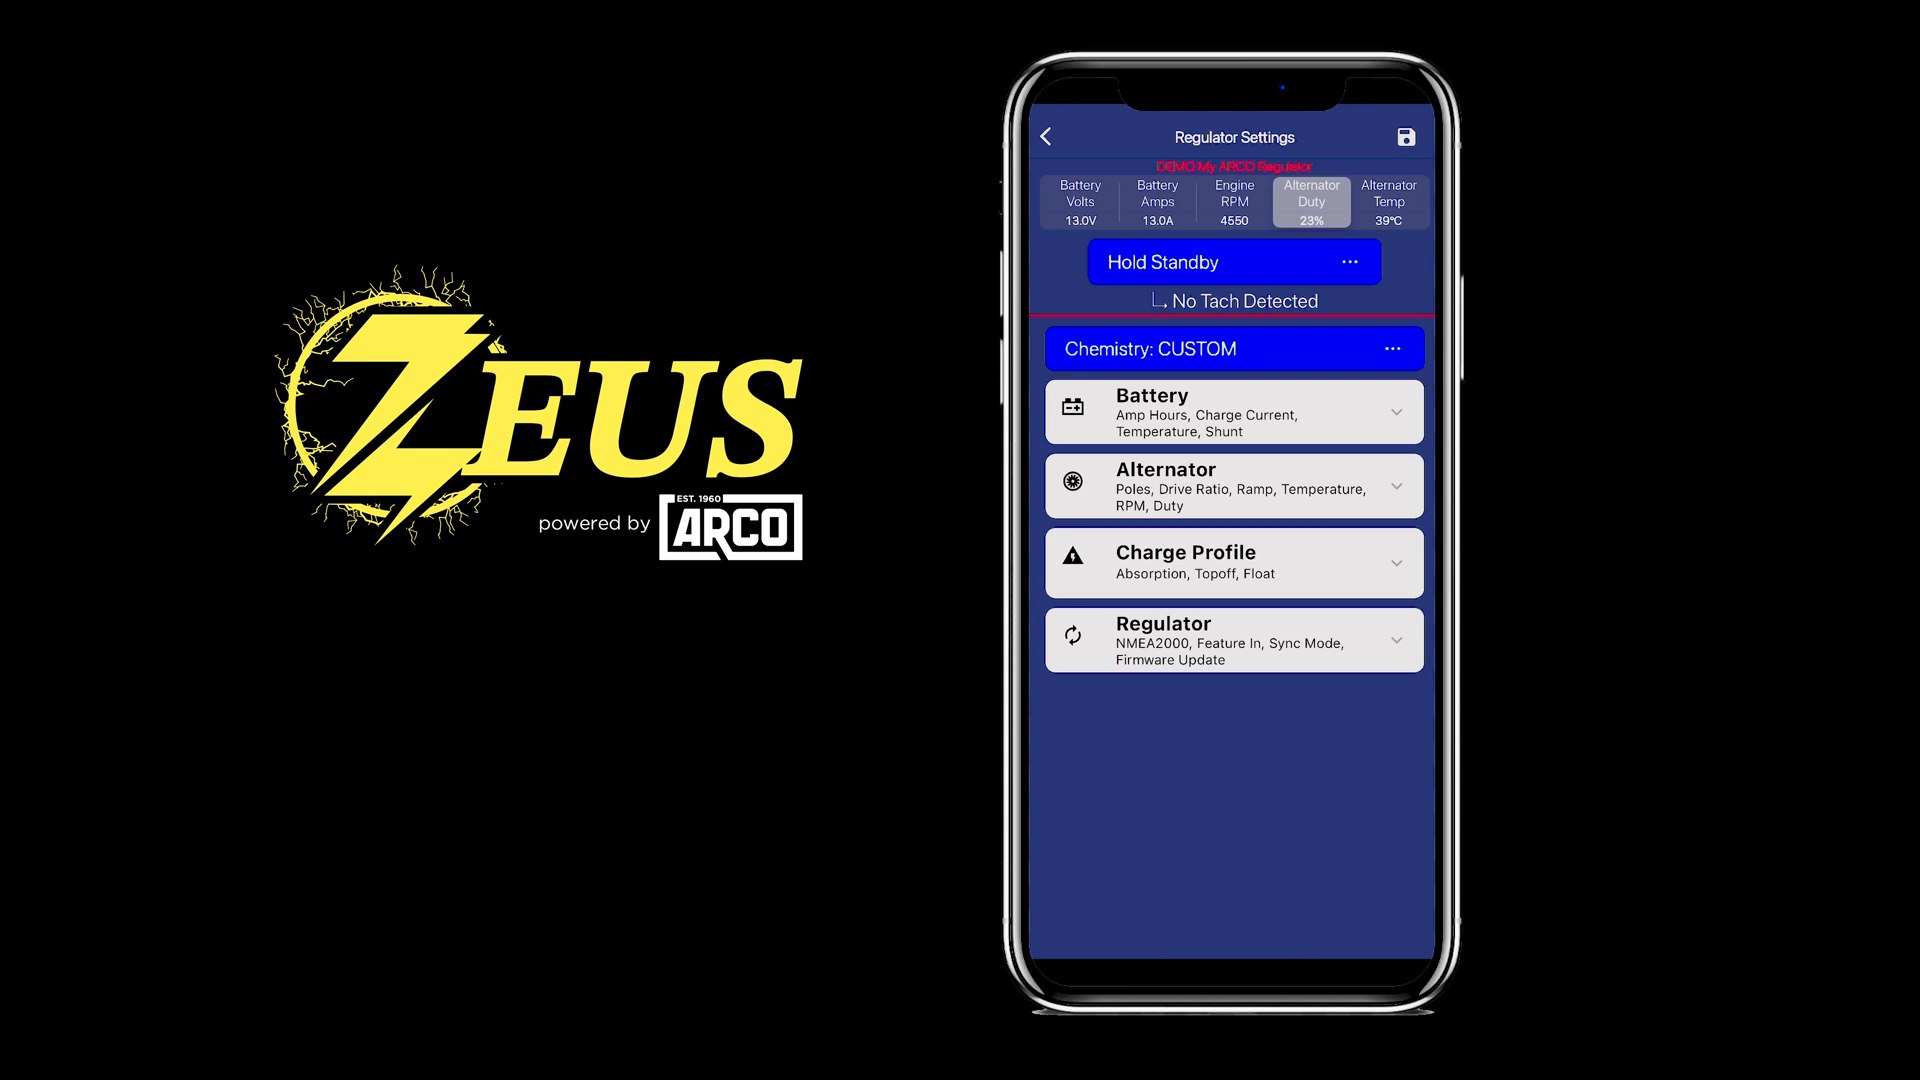 ZEUS
powered by
EST. 1960
ARCO
Regulator Settings
DEMO My ARCO Regulator
Battery Volts
13.0V
Battery Amps
13.0A
Engine RPM
4550
Alternator Duty
23%
Alternator Temp
39°C
Hold Standby ...
No Tach Detected
Chemistry: CUSTOM ...
Battery
Amp Hours, Charge Current,
Temperature, Shunt
Alternator
Poles, Drive Ratio, Ramp, Temperature,
RPM, Duty
Charge Profile
Absorption, Topoff, Float
Regulator
NMEA2000, Feature In, Sync Mode,
Firmware Update